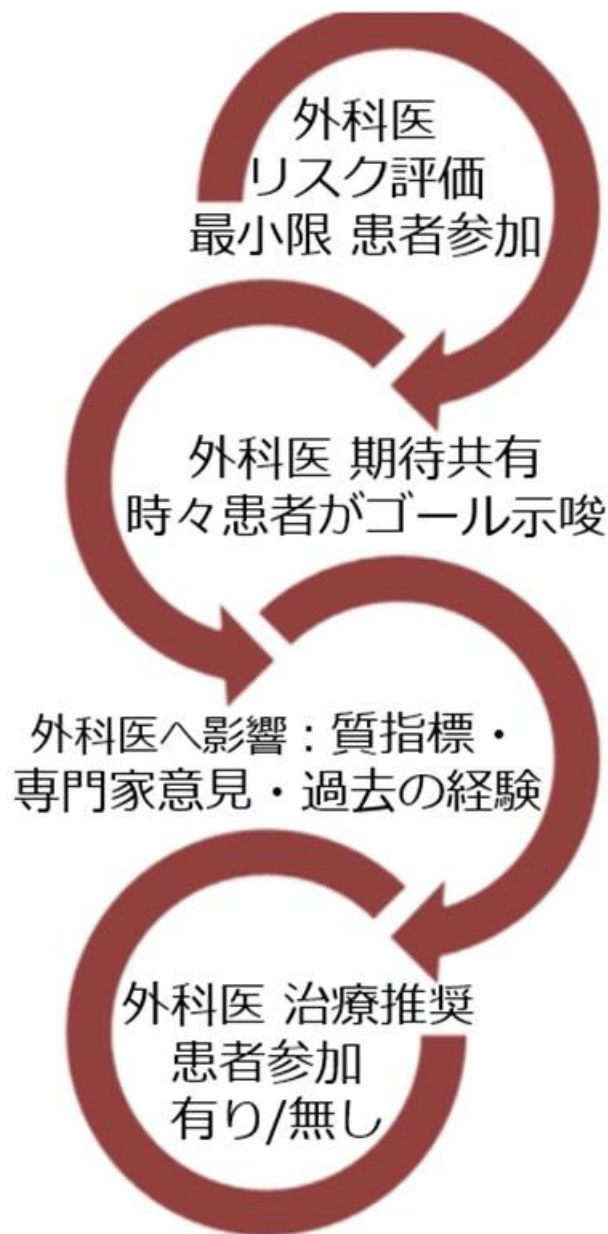 外科医
リスク評価
最小限 患者参加
外科医 期待共有
時々患者がゴール示唆
外科医へ影響：質指標・
専門家意見・過去の経験
外科医 治療推奨
患者参加
有り/無し